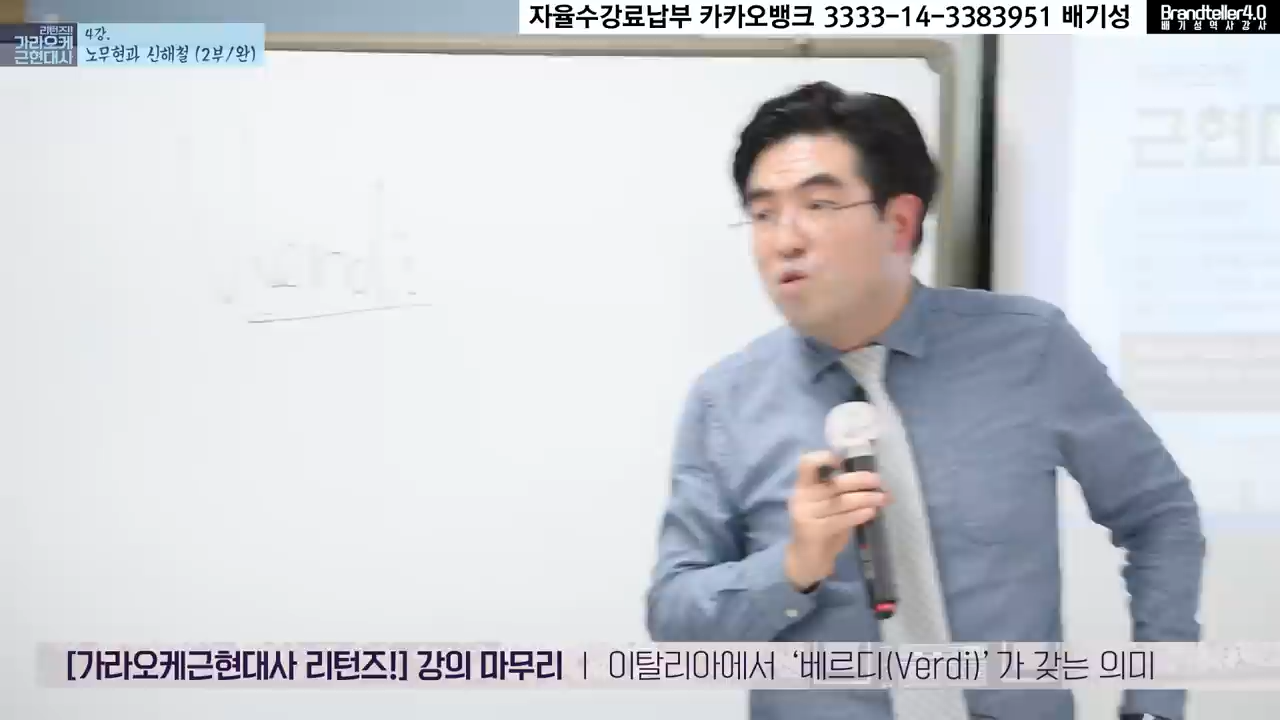 리턴즈!!
가라오케
근현대사
4강.
노무현과 신해철 (2부/완)
자율수강료납부 카카오뱅크 3333-14-3383951 배기성
Brandteller4.0
배기성역사강사
근현대
verdi
[가라오케근현대사 리턴즈!] 강의 마무리 | 이탈리아에서 ‘베르디(Verdi)’가 갖는 의미